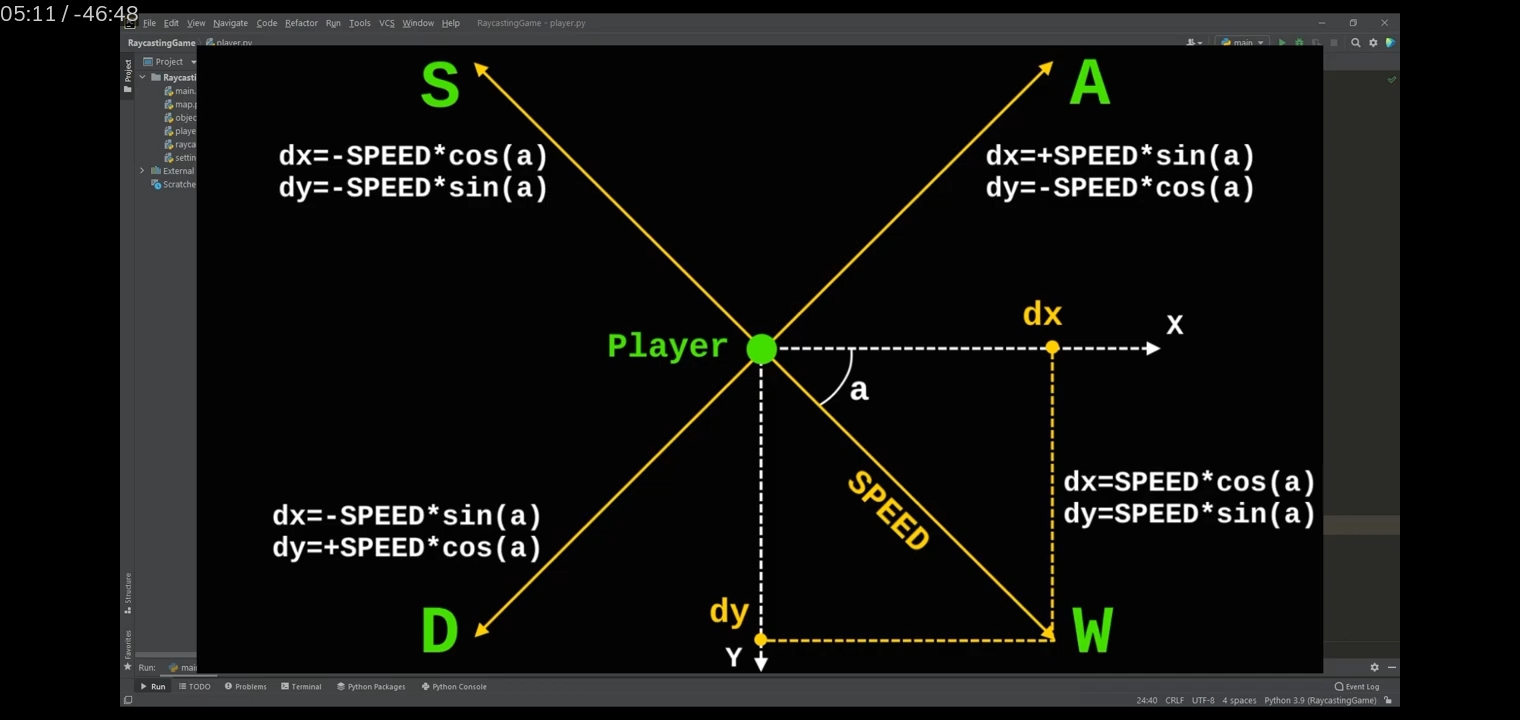 05:11 / -46:48
File Edit View Navigate Code Refactor Run Tools VCS Window Help RaycastingGame - player.py
RaycastingGame player.py
main
Project
Project
Raycasti
main.
map.p
objec
playe
rayca
settin
External
Scratche
S
A
dx=-SPEED*cos(a)
dy=-SPEED*sin(a)
dx=+SPEED*sin(a)
dy=-SPEED*cos(a)
dx
X
Player
a
SPEED
dx=SPEED*cos(a)
dy=SPEED*sin(a)
dx=-SPEED*sin(a)
dy=+SPEED*cos(a)
D
dy
Y
W
Structure
Favorites
Run: main
Run TODO Problems Terminal Python Packages Python Console Event Log
24:40 CRLF UTF-8 4 spaces Python 3.9 (RaycastingGame)